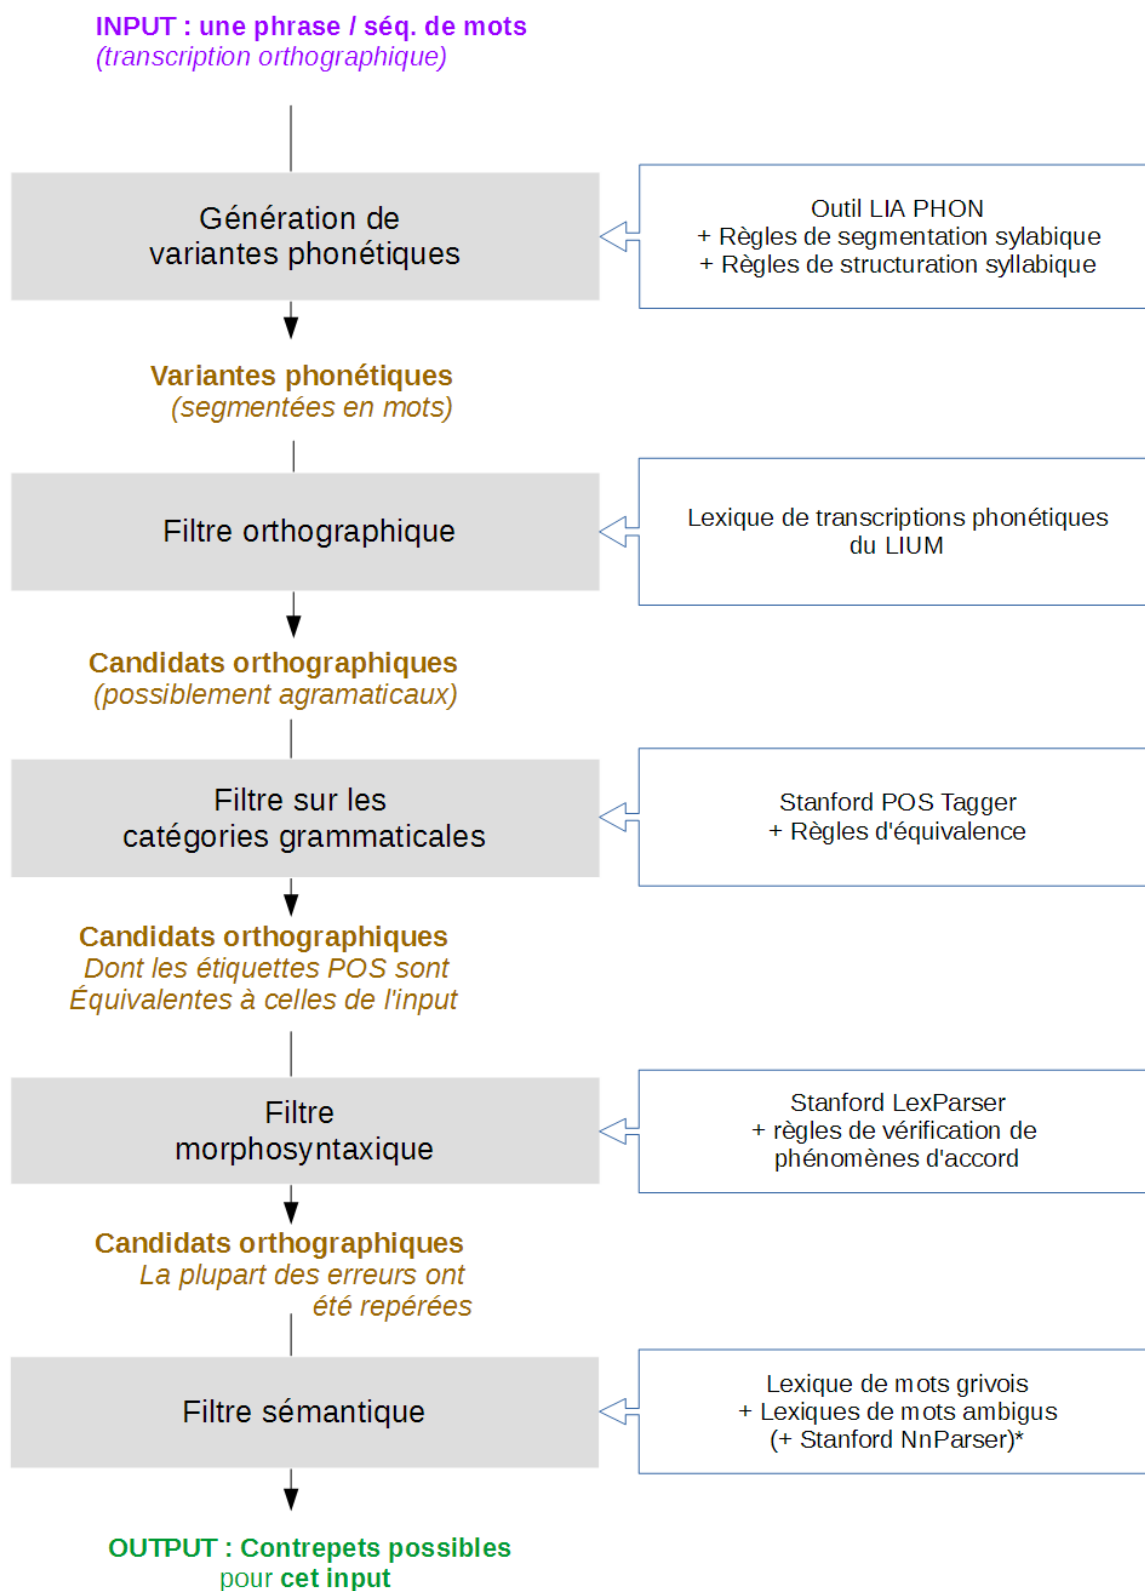 INPUT : une phrase / séq. de mots
(transcription orthographique)
Génération de
variantes phonétiques
Outil LIA PHON
+ Règles de segmentation sylabique
+ Règles de structuration syllabique
Variantes phonétiques
(segmentées en mots)
Filtre orthographique
Lexique de transcriptions phonétiques
du LIUM
Candidats orthographiques
(possiblement agramaticaux)
Filtre sur les
catégories grammaticales
Stanford POS Tagger
+ Règles d'équivalence
Candidats orthographiques
Dont les étiquettes POS sont
Équivalentes à celles de l'input
Filtre
morphosyntaxique
Stanford LexParser
+ règles de vérification de
phénomènes d'accord
Candidats orthographiques
La plupart des erreurs ont
été repérées
Filtre sémantique
Lexique de mots grivois
+ Lexiques de mots ambigus
(+ Stanford NnParser)*
OUTPUT : Contrepets possibles
pour cet input